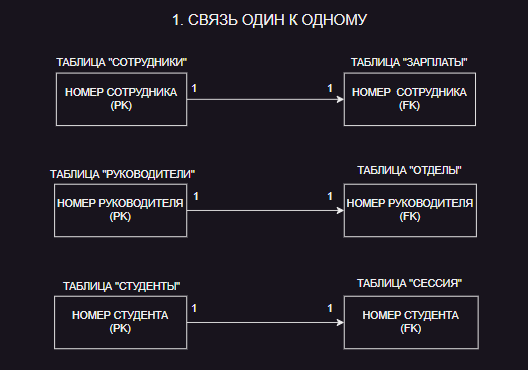 1. СВЯЗЬ ОДИН К ОДНОМУ
ТАБЛИЦА "СОТРУДНИКИ"
ТАБЛИЦА "ЗАРПЛАТЫ"
НОМЕР СОТРУДНИКА
(PK)
1
1
НОМЕР СОТРУДНИКА
(FK)
ТАБЛИЦА "РУКОВОДИТЕЛИ"
ТАБЛИЦА "ОТДЕЛЫ"
НОМЕР РУКОВОДИТЕЛЯ
(PK)
1
1
НОМЕР РУКОВОДИТЕЛЯ
(FK)
ТАБЛИЦА "СТУДЕНТЫ"
ТАБЛИЦА "СЕССИЯ"
НОМЕР СТУДЕНТА
(PK)
1
1
НОМЕР СТУДЕНТА
(FK)